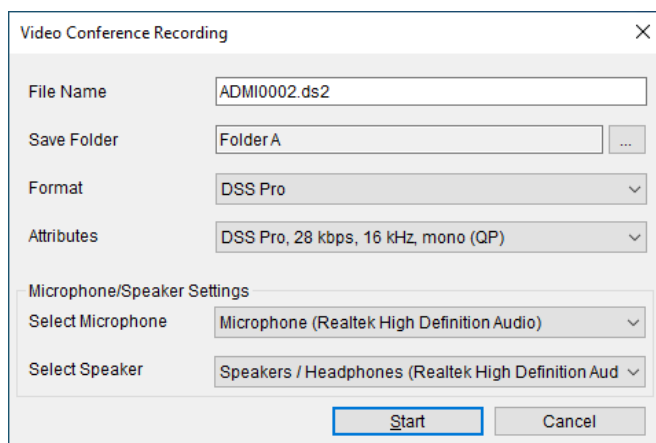 Video Conference Recording
File Name ADMI0002.ds2
Save Folder Folder A ...
Format DSS Pro
Attributes DSS Pro, 28 kbps, 16 kHz, mono (QP)
Microphone/Speaker Settings
Select Microphone Microphone (Realtek High Definition Audio)
Select Speaker Speakers / Headphones (Realtek High Definition Aud
Start Cancel